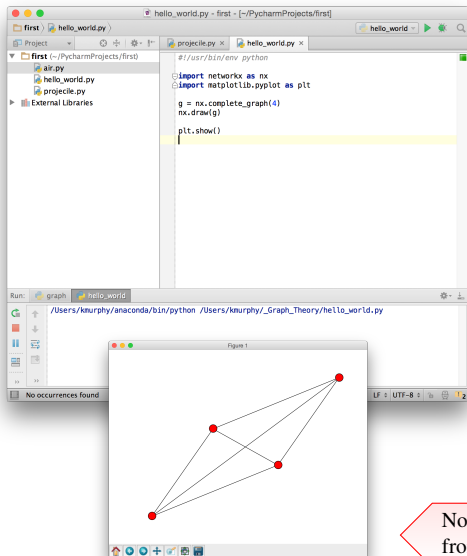 hello_world.py - first - [~/PycharmProjects/first]
first hello_world.py hello_world
Project projecile.py × hello_world.py ×
first (~/PycharmProjects/first)
air.py
hello_world.py
projecile.py
External Libraries
#!/usr/bin/env python
import networkx as nx
import matplotlib.pyplot as plt
g = nx.complete_graph(4)
nx.draw(g)
plt.show()
Run: graph hello_world
/Users/kmurphy/anaconda/bin/python /Users/kmurphy/_Graph_Theory/hello_world.py
No occurrences found LF UTF-8 2
Figure 1
No
fro